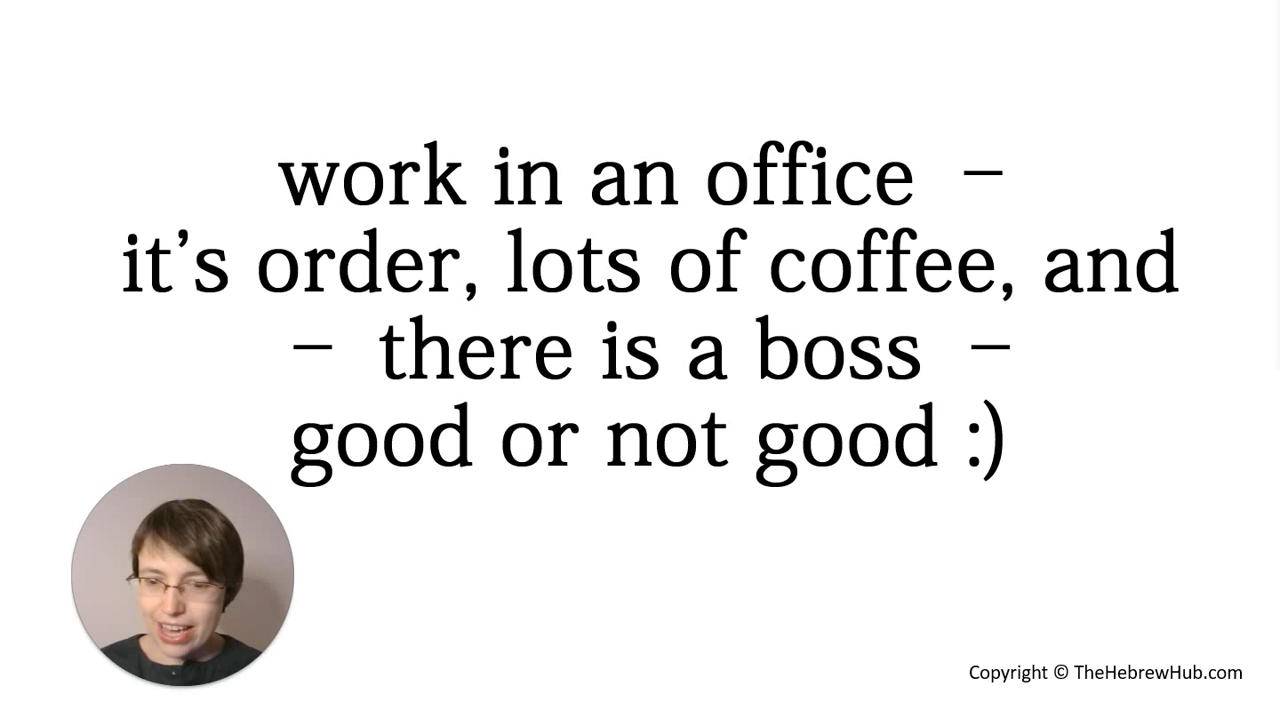 work in an office –
it’s order, lots of coffee, and
– there is a boss –
good or not good :)
Copyright © TheHebrewHub.com